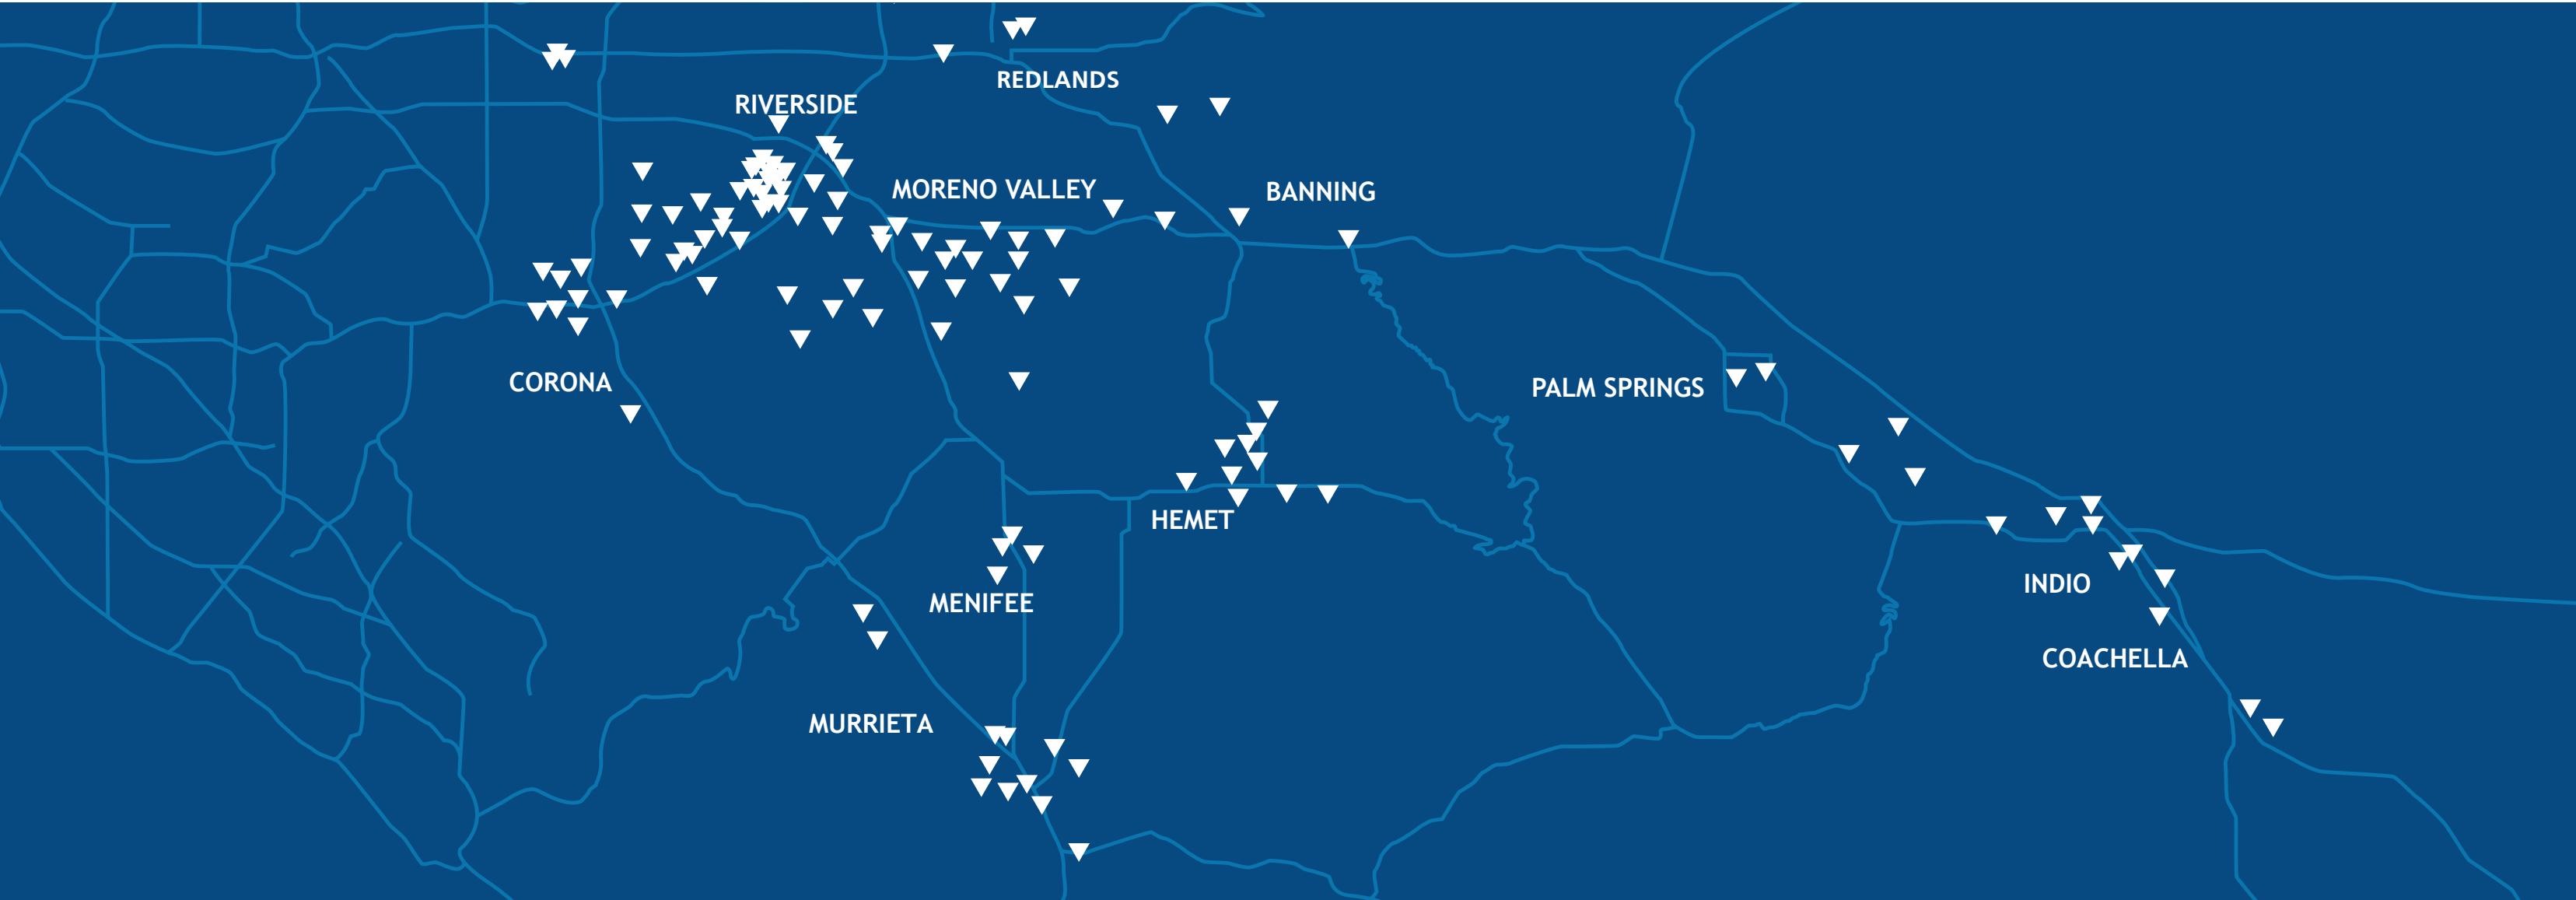 REDLANDS
RIVERSIDE
MORENO VALLEY
BANNING
CORONA
PALM SPRINGS
HEMET
INDIO
MENIFEE
COACHELLA
MURRIETA